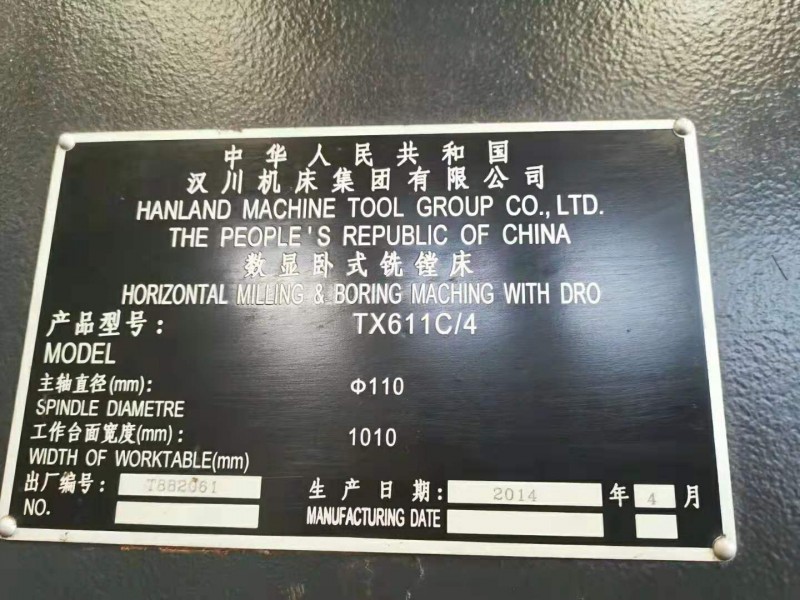 中华人民共和国
汉川机床集团有限公司
HANLAND MACHINE TOOL GROUP CO.,LTD.
THE PEOPLE'S REPUBLIC OF CHINA
数显卧式铣镗床
HORIZONTAL MILLING & BORING MACHING WITH DRO
产品型号: TX611C/4
MODEL
主轴直径(mm): Φ110
SPINDLE DIAMETRE
工作台面宽度(mm): 1010
WIDTH OF WORKTABLE(mm)
出厂编号: T882061 生产日期: 2014 年 4 月
NO. MANUFACTURING DATE